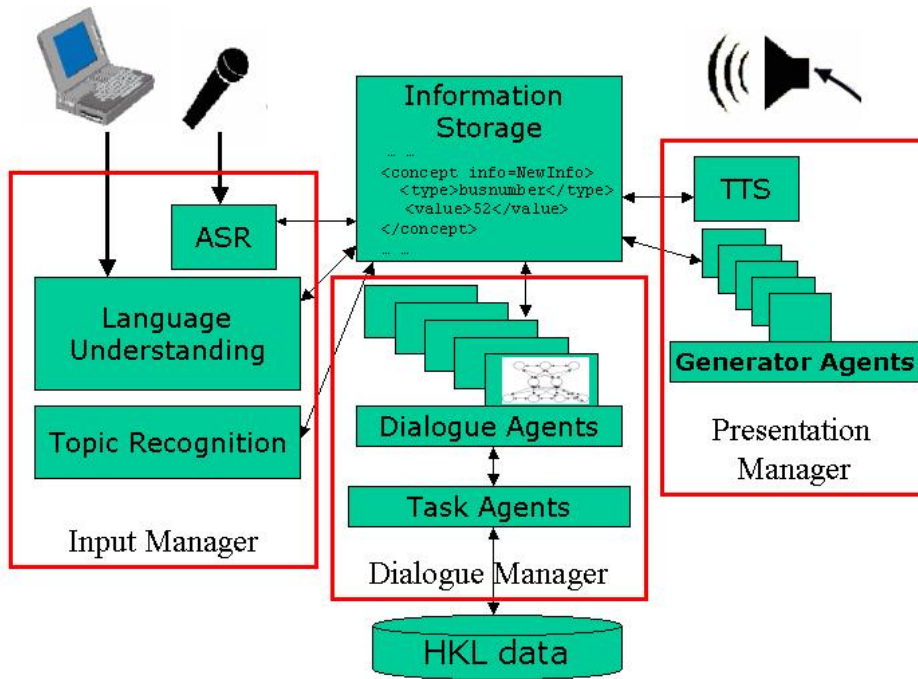 Information
Storage
… …
<concept info=NewInfo>
<type>busnumber</type>
<value>52</value>
</concept>
… …
ASR
Language
Understanding
Topic Recognition
Input Manager
Dialogue Agents
Task Agents
Dialogue Manager
HKL data
TTS
Generator Agents
Presentation
Manager